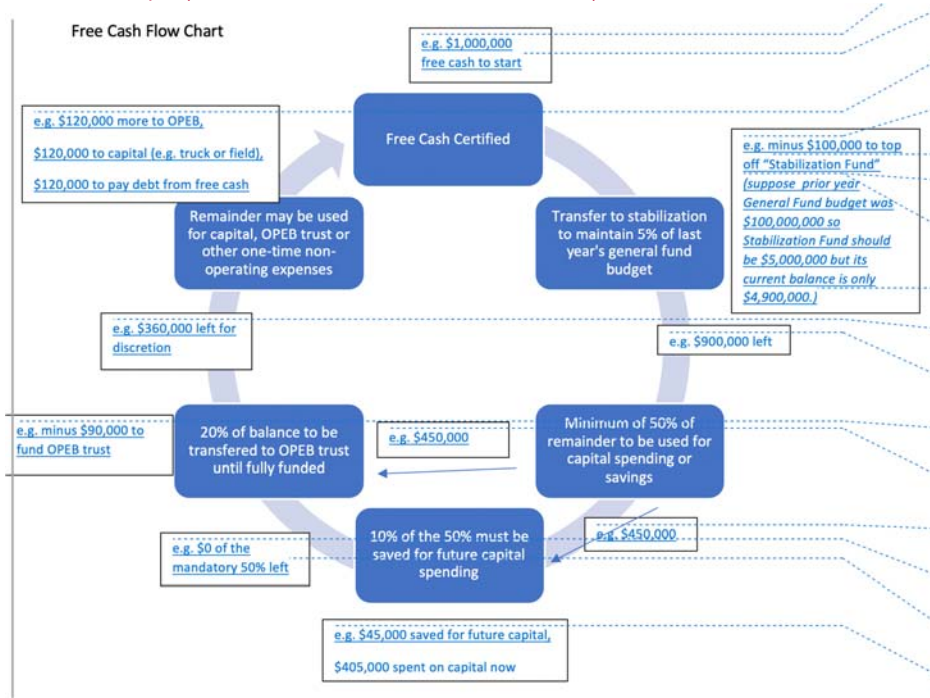 Free Cash Flow Chart
e.g. $1,000,000
free cash to start
Free Cash Certified
e.g. minus $100,000 to top
off “Stabilization Fund”
(suppose prior year
General Fund budget was
$100,000,000 so
Stabilization Fund should
be $5,000,000 but its
current balance is only
$4,900,000.)
Transfer to stabilization
to maintain 5% of last
year's general fund
budget
e.g. $900,000 left
Minimum of 50% of
remainder to be used for
capital spending or
savings
e.g. $450,000
e.g. $450,000
10% of the 50% must be
saved for future capital
spending
e.g. $45,000 saved for future capital,
$405,000 spent on capital now
e.g. $0 of the
mandatory 50% left
20% of balance to be
transfered to OPEB trust
until fully funded
e.g. minus $90,000 to
fund OPEB trust
e.g. $360,000 left for
discretion
Remainder may be used
for capital, OPEB trust or
other one-time non-
operating expenses
e.g. $120,000 more to OPEB,
$120,000 to capital (e.g. truck or field),
$120,000 to pay debt from free cash